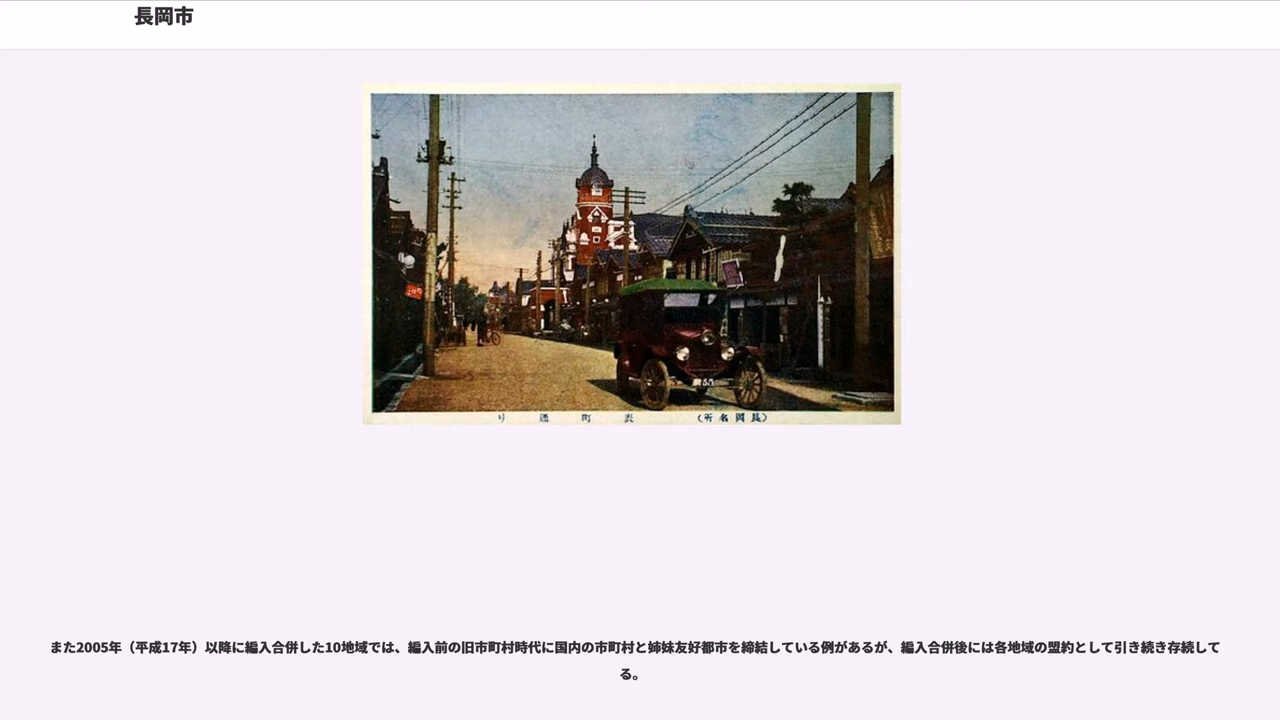 長岡市
(長岡名所) 表町通り
また2005年（平成17年）以降に編入合併した10地域では、編入前の旧市町村時代に国内の市町村と姉妹友好都市を締結している例があるが、編入合併後には各地域の盟約として引き続き存続して
る。